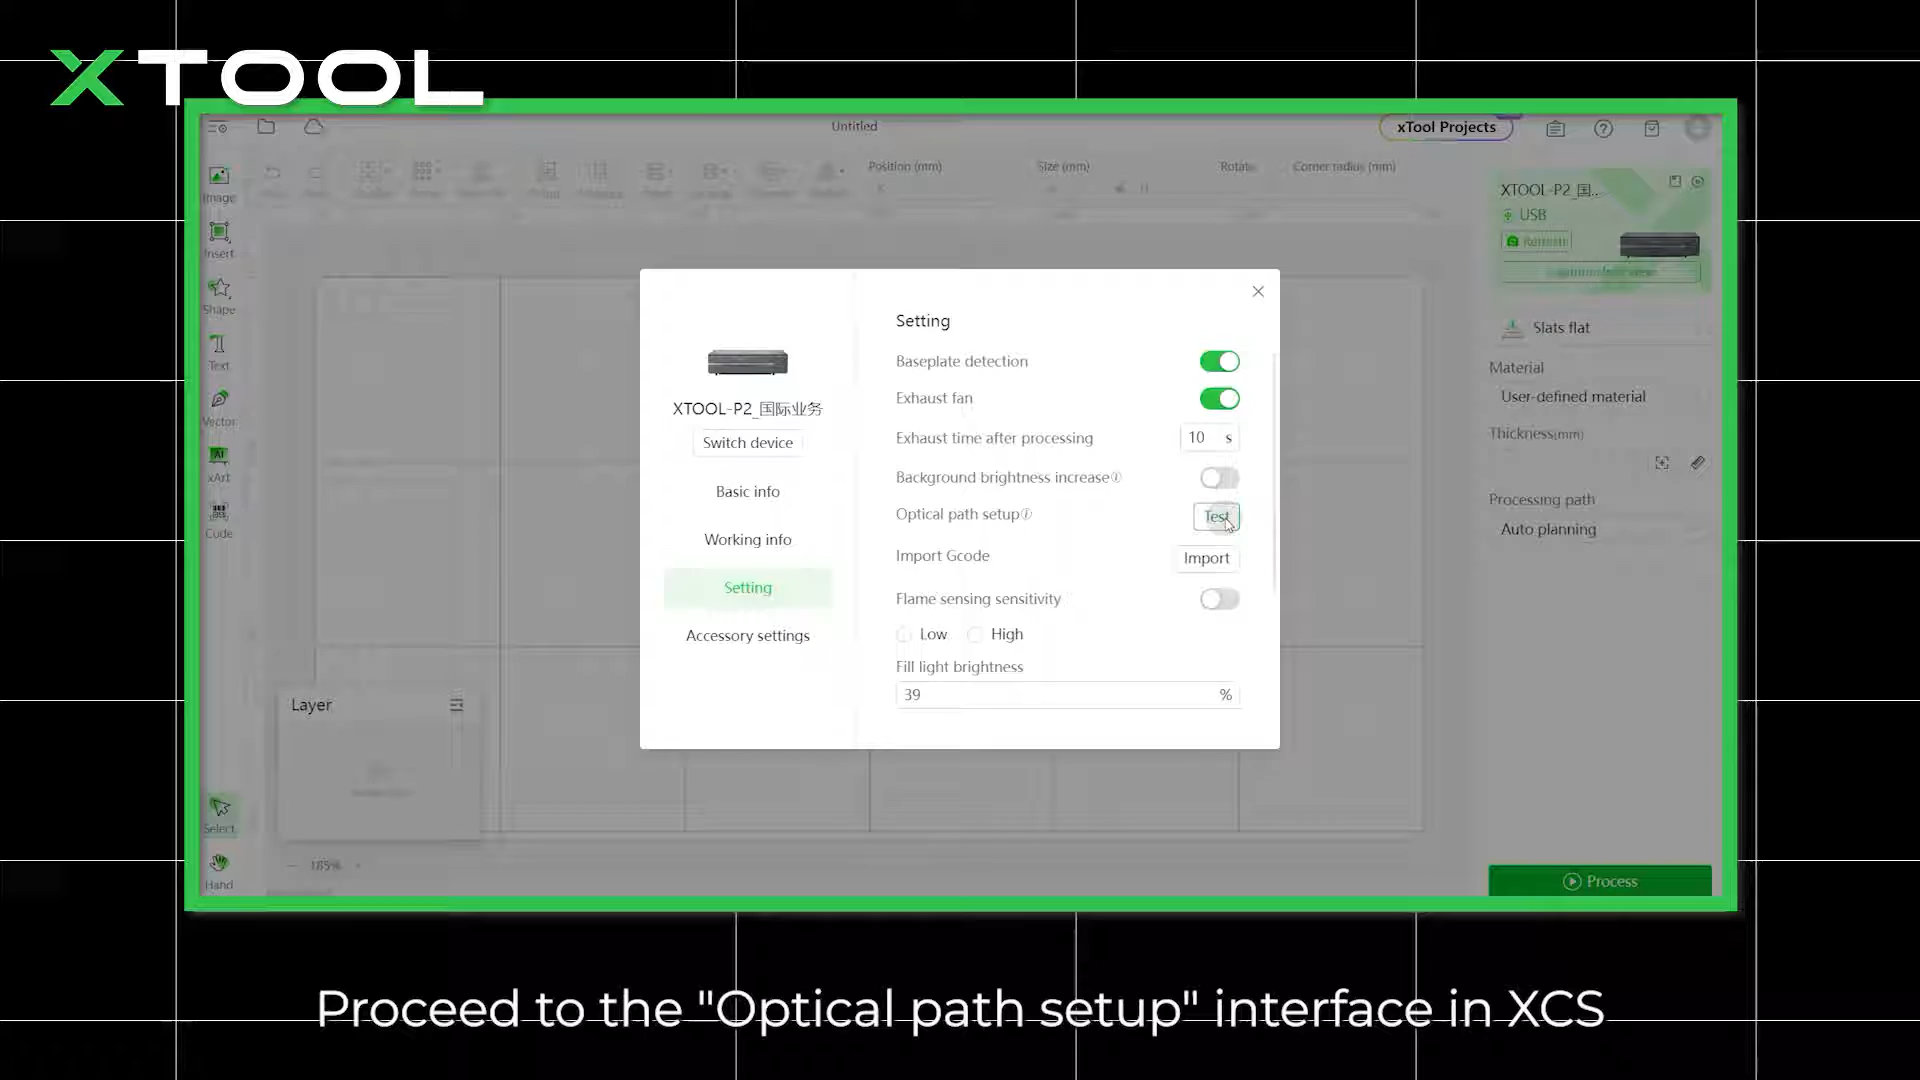 XTOOL
Untitled
xTool Projects
Position (mm)
Size (mm)
Rotate
Corner radius (mm)
Image
Insert
Shape
Text
Vector
AI
xArt
Code
XTOOL-P2_国...
USB
Slats flat
Material
User-defined material
Thickness(mm)
Processing path
Auto planning
Process
XTOOL-P2_国际业务
Switch device
Basic info
Working info
Setting
Accessory settings
Setting
Baseplate detection
Exhaust fan
Exhaust time after processing
10 s
Background brightness increase
Optical path setup
Test
Import Gcode
Import
Flame sensing sensitivity
Low
High
Fill light brightness
39 %
Layer
Select
185%
Hand
Proceed to the "Optical path setup" interface in XCS